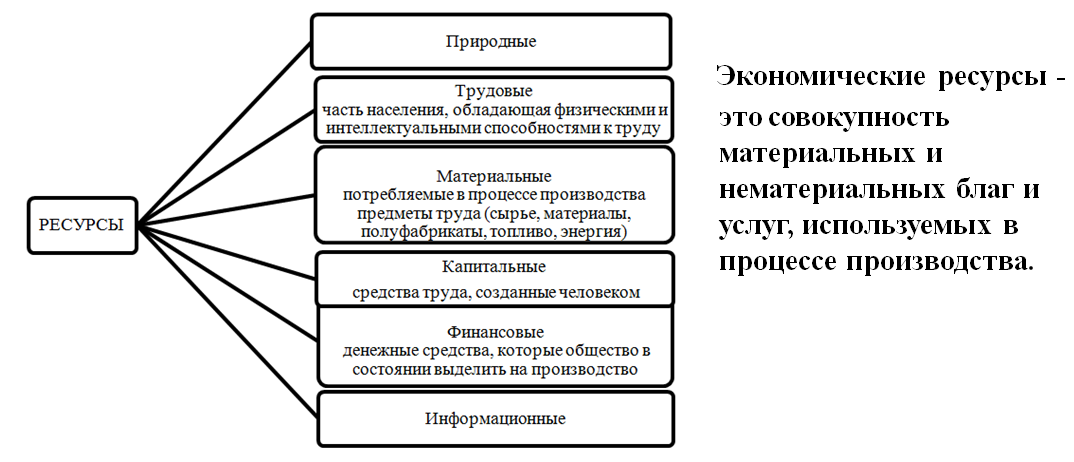 РЕСУРСЫ
Природные
Трудовые
часть населения, обладающая физическими и
интеллектуальными способностями к труду
Материальные
потребляемые в процессе производства
предметы труда (сырье, материалы,
полуфабрикаты, топливо, энергия)
Капитальные
средства труда, созданные человеком
Финансовые
денежные средства, которые общество в
состоянии выделить на производство
Информационные
Экономические ресурсы -
это совокупность
материальных и
нематериальных благ и
услуг, используемых в
процессе производства.